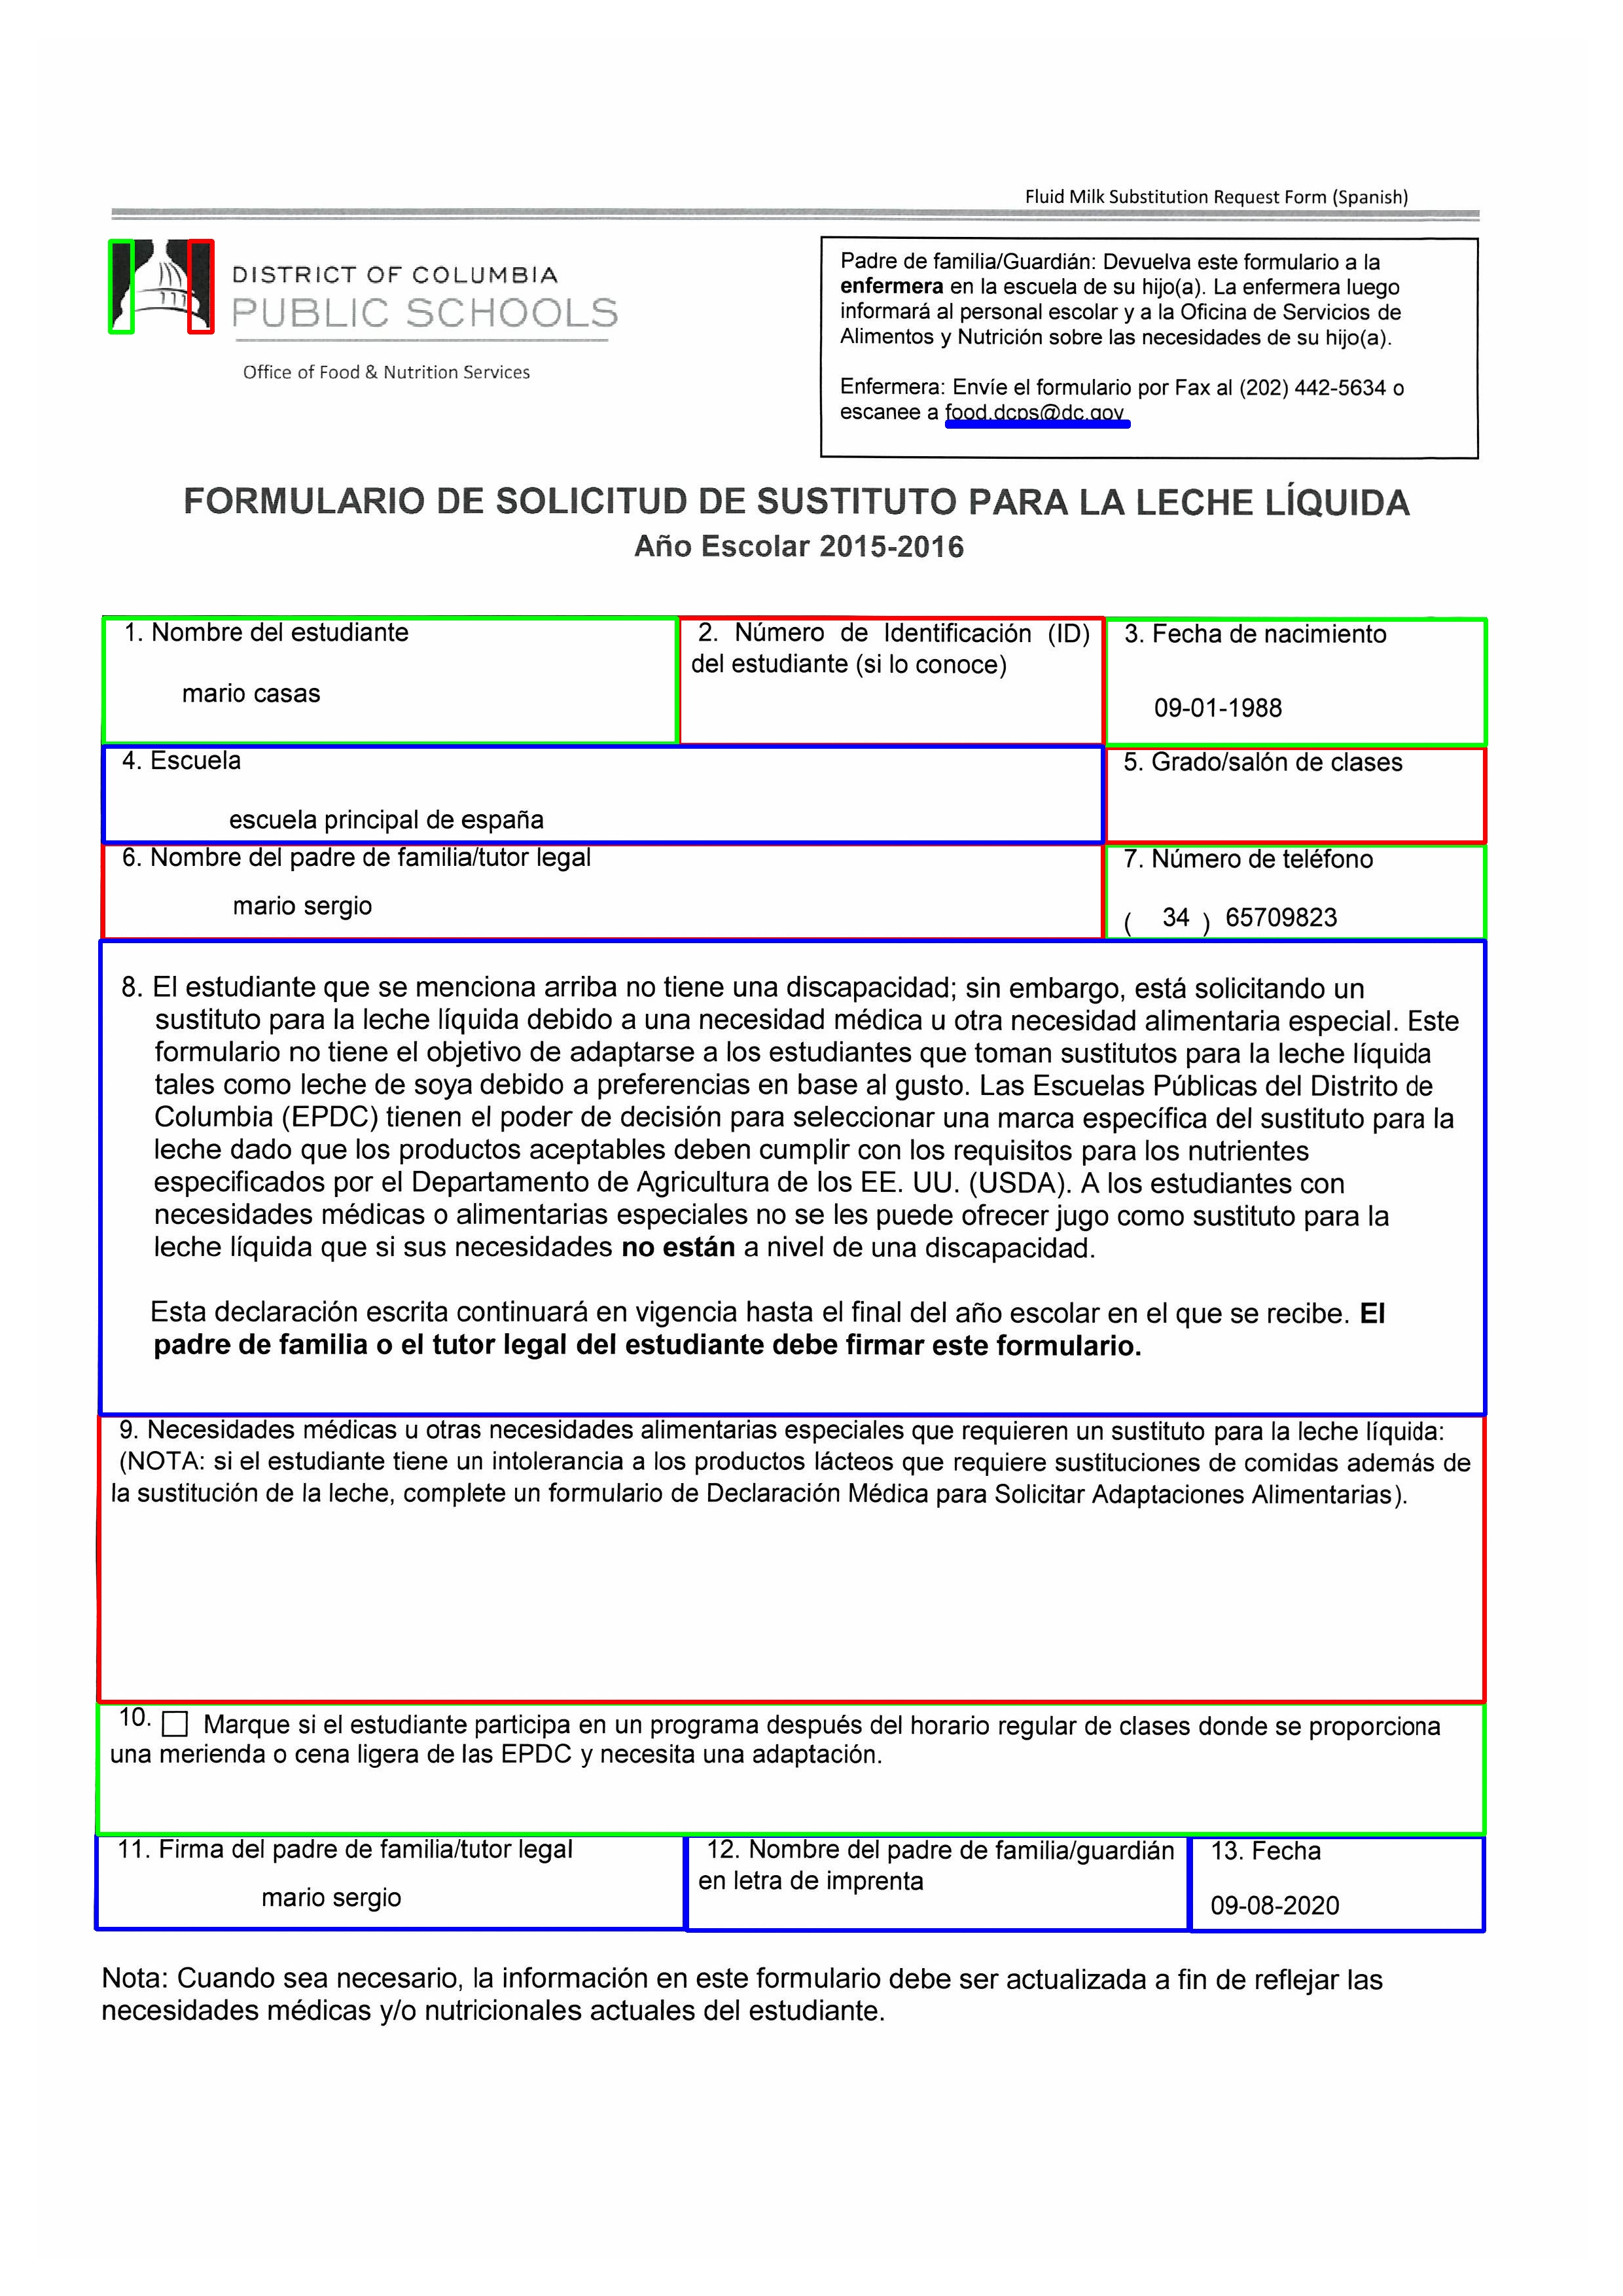 Fluid Milk Substitution Request Form (Spanish)
DISTRICT OF COLUMBIA
PUBLIC SCHOOLS
Office of Food & Nutrition Services
Padre de familia/Guardián: Devuelva este formulario a la
enfermera en la escuela de su hijo(a). La enfermera luego
informará al personal escolar y a la Oficina de Servicios de
Alimentos y Nutrición sobre las necesidades de su hijo(a).
Enfermera: Envíe el formulario por Fax al (202) 442-5634 o
escanee a food.dcps@dc.gov
FORMULARIO DE SOLICITUD DE SUSTITUTO PARA LA LECHE LÍQUIDA
Año Escolar 2015-2016
1. Nombre del estudiante
mario casas
2. Número de Identificación (ID)
del estudiante (si lo conoce)
3. Fecha de nacimiento
09-01-1988
4. Escuela
escuela principal de españa
5. Grado/salón de clases
6. Nombre del padre de familia/tutor legal
mario sergio
7. Número de teléfono
( 34 ) 65709823
8. El estudiante que se menciona arriba no tiene una discapacidad; sin embargo, está solicitando un
sustituto para la leche líquida debido a una necesidad médica u otra necesidad alimentaria especial. Este
formulario no tiene el objetivo de adaptarse a los estudiantes que toman sustitutos para la leche líquida
tales como leche de soya debido a preferencias en base al gusto. Las Escuelas Públicas del Distrito de
Columbia (EPDC) tienen el poder de decisión para seleccionar una marca específica del sustituto para la
leche dado que los productos aceptables deben cumplir con los requisitos para los nutrientes
especificados por el Departamento de Agricultura de los EE. UU. (USDA). A los estudiantes con
necesidades médicas o alimentarias especiales no se les puede ofrecer jugo como sustituto para la
leche líquida que si sus necesidades no están a nivel de una discapacidad.
Esta declaración escrita continuará en vigencia hasta el final del año escolar en el que se recibe. El
padre de familia o el tutor legal del estudiante debe firmar este formulario.
9. Necesidades médicas u otras necesidades alimentarias especiales que requieren un sustituto para la leche líquida:
(NOTA: si el estudiante tiene un intolerancia a los productos lácteos que requiere sustituciones de comidas además de
la sustitución de la leche, complete un formulario de Declaración Médica para Solicitar Adaptaciones Alimentarias).
10. ☐ Marque si el estudiante participa en un programa después del horario regular de clases donde se proporciona
una merienda o cena ligera de las EPDC y necesita una adaptación.
11. Firma del padre de familia/tutor legal
mario sergio
12. Nombre del padre de familia/guardián
en letra de imprenta
13. Fecha
09-08-2020
Nota: Cuando sea necesario, la información en este formulario debe ser actualizada a fin de reflejar las
necesidades médicas y/o nutricionales actuales del estudiante.